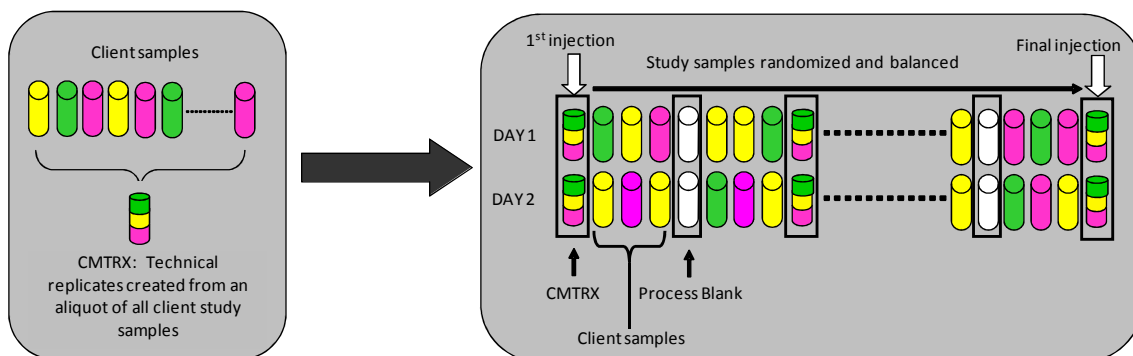 Client samples
CMTRX: Technical
replicates created from an
aliquot of all client study
samples
1st injection
Final injection
Study samples randomized and balanced
DAY 1
DAY 2
CMTRX
Process Blank
Client samples